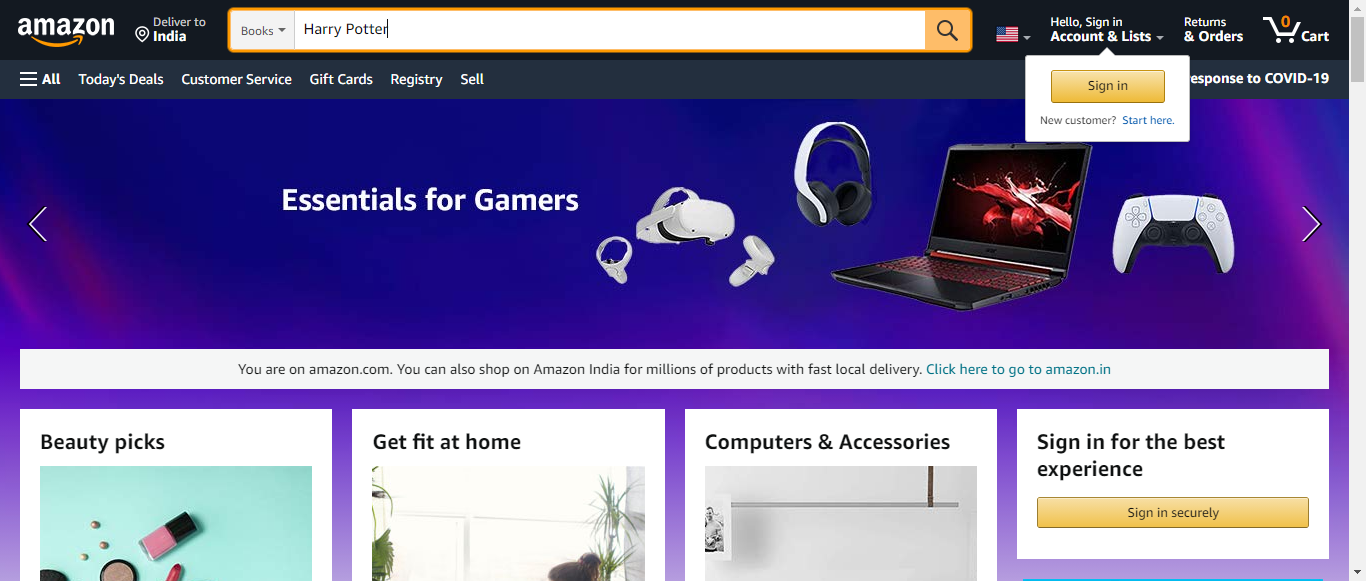 amazon
Deliver to
India
Books
Harry Potter
Hello, Sign in
Account & Lists
Returns
& Orders
0
Cart
All
Today's Deals
Customer Service
Gift Cards
Registry
Sell
esponse to COVID-19
Sign in
New customer? Start here.
Essentials for Gamers
You are on amazon.com. You can also shop on Amazon India for millions of products with fast local delivery. Click here to go to amazon.in
Beauty picks
Get fit at home
Computers & Accessories
Sign in for the best
experience
Sign in securely